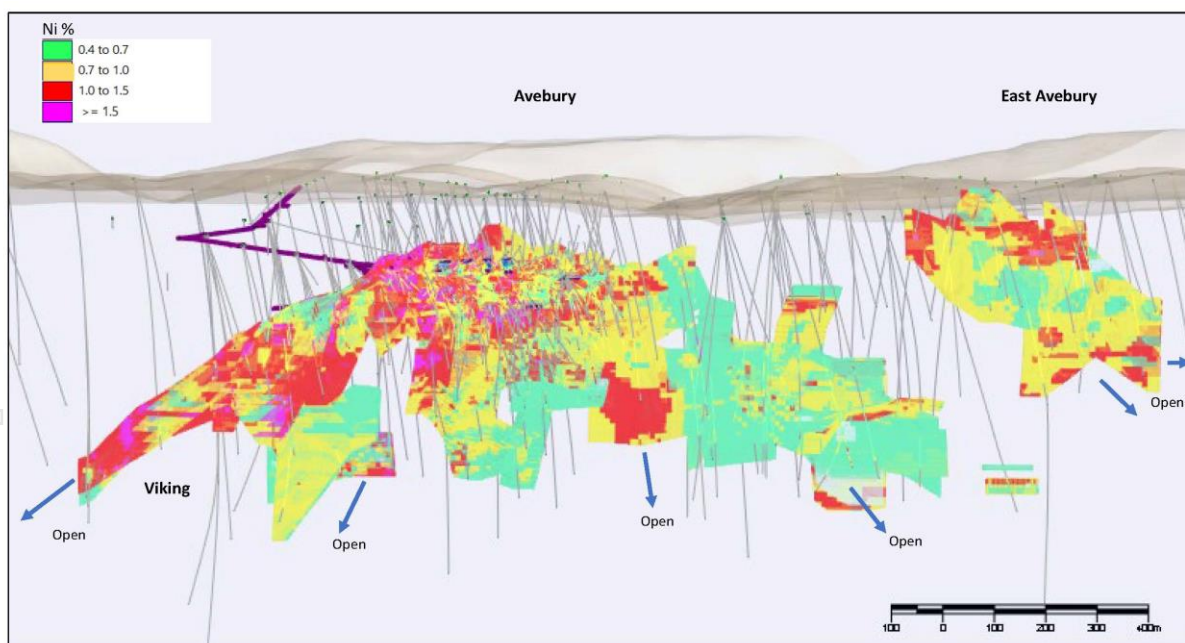 Ni %
0.4 to 0.7
0.7 to 1.0
1.0 to 1.5
>= 1.5
Avebury
East Avebury
Open
Viking
Open
Open
Open
Open
100 0 100 200 300 400m